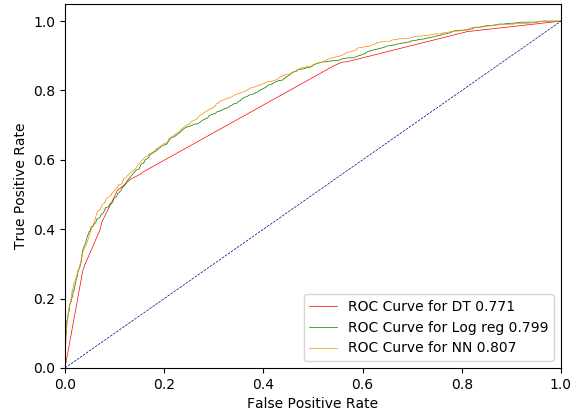 1.0
0.8
0.6
0.4
0.2
0.0
True Positive Rate
ROC Curve for DT 0.771
ROC Curve for Log reg 0.799
ROC Curve for NN 0.807
0.0 0.2 0.4 0.6 0.8 1.0
False Positive Rate